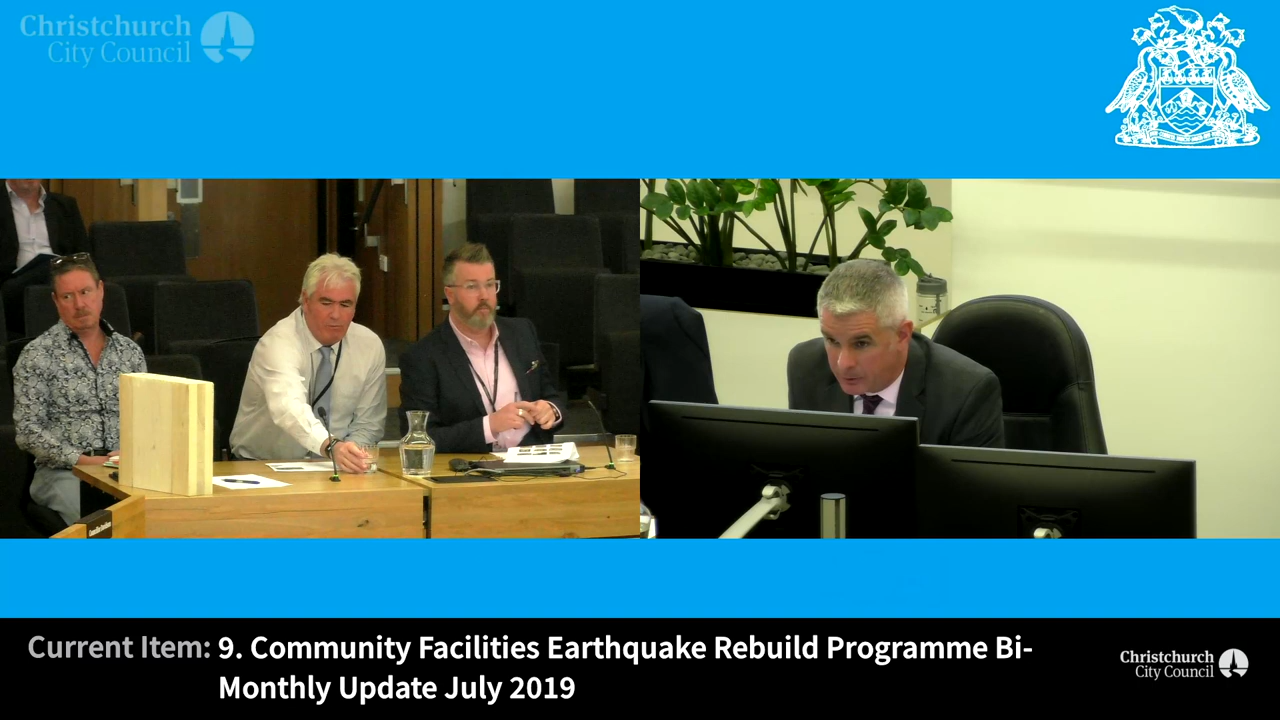 Christchurch
City Council
Current Item: 9. Community Facilities Earthquake Rebuild Programme Bi-
Monthly Update July 2019
Christchurch
City Council